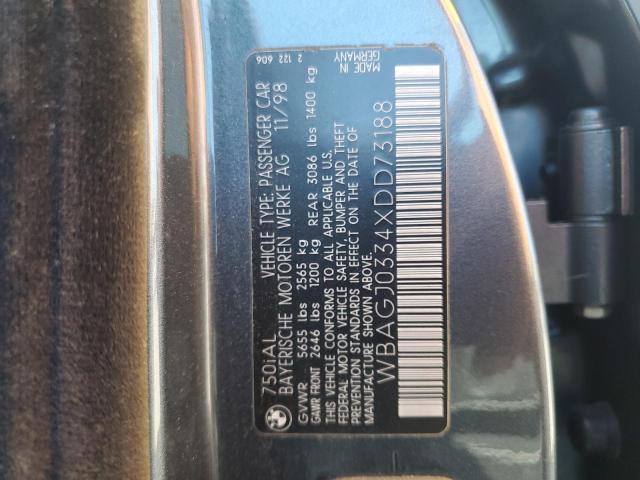 750iAL VEHICLE TYPE: PASSENGER CAR
BAYERISCHE MOTOREN WERKE AG 11/98
GVWR 5655 lbs 2565 kg
GAWR FRONT 2646 lbs 1200 kg REAR 3086 lbs 1400 kg
THIS VEHICLE CONFORMS TO ALL APPLICABLE U.S.
FEDERAL MOTOR VEHICLE SAFETY, BUMPER AND THEFT
PREVENTION STANDARDS IN EFFECT ON THE DATE OF
MANUFACTURE SHOWN ABOVE.
WBAGJ0334XDD73188
2 122 606
MADE IN
GERMANY
BMW